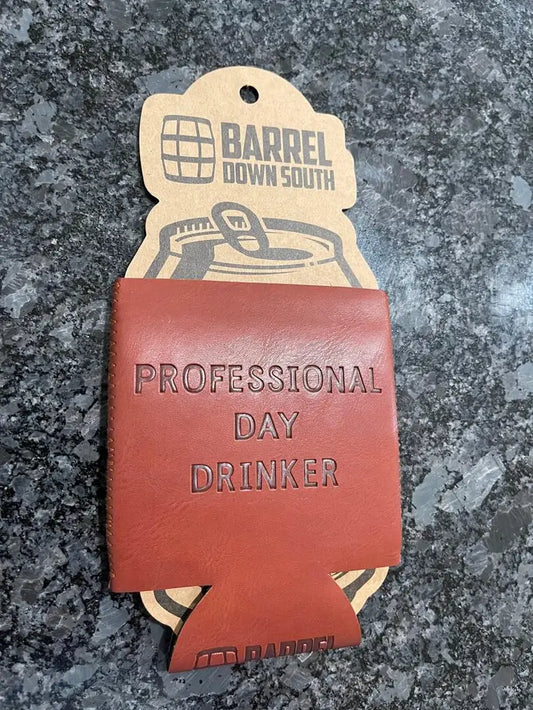 BARREL
DOWN SOUTH
PROFESSIONAL
DAY
DRINKER
BARREL